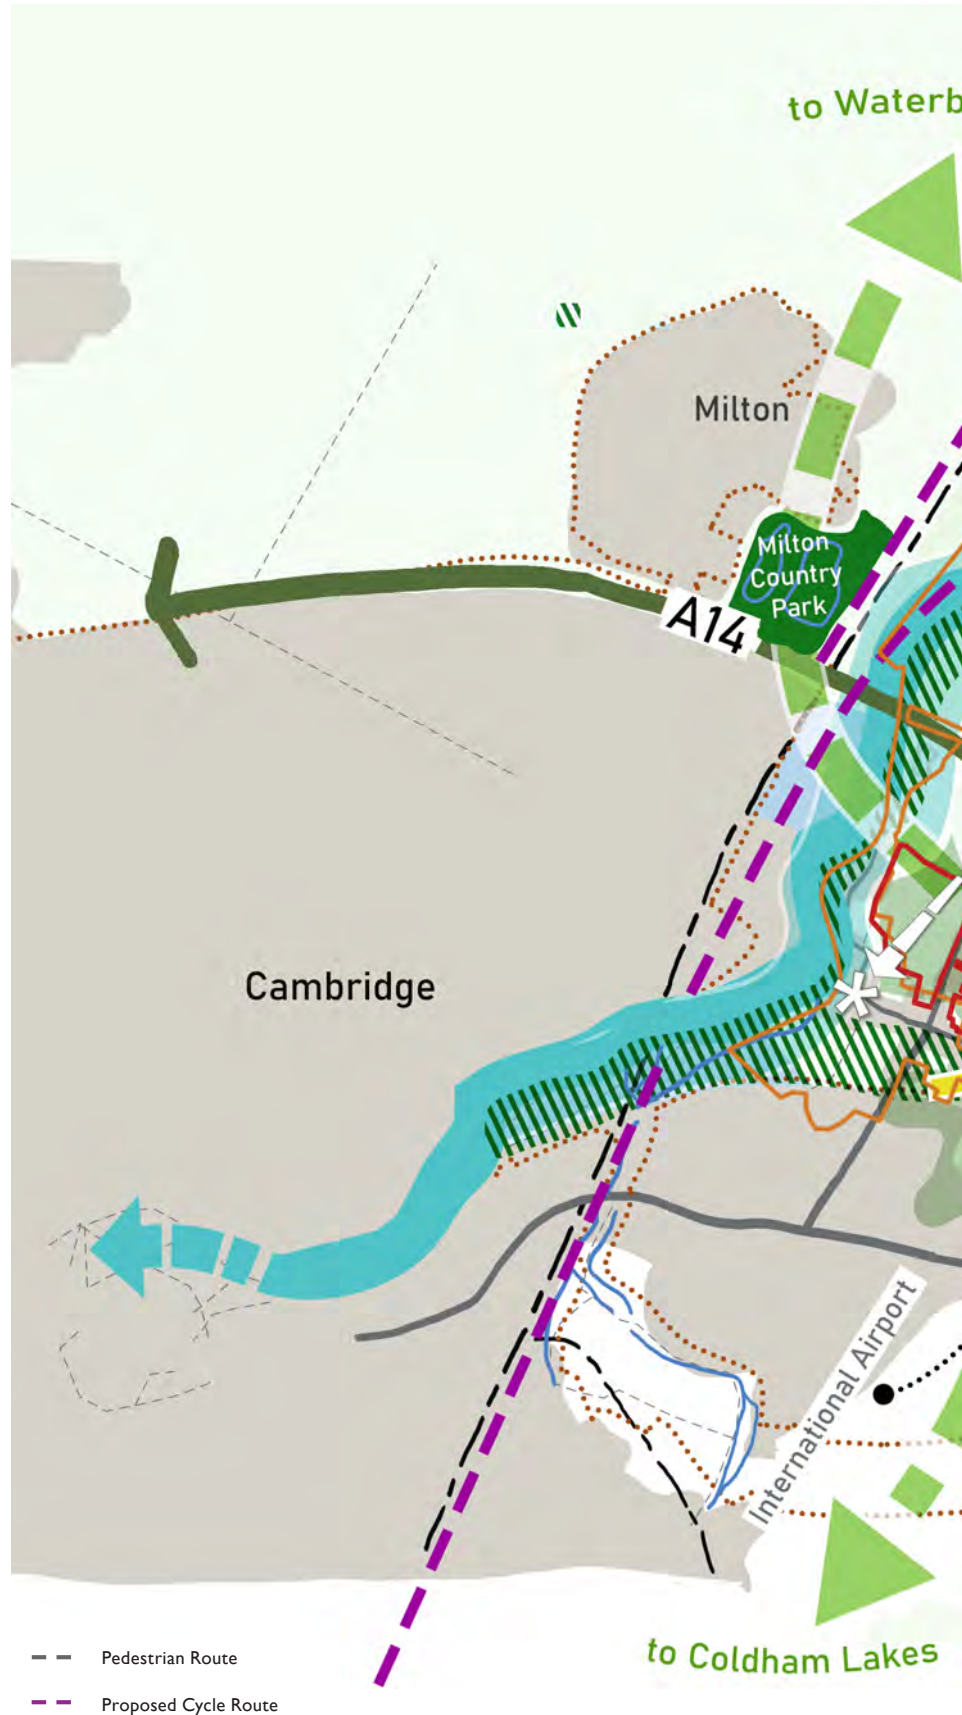 to Waterb
Milton
Milton
Country
Park
A14
Cambridge
International Airport
to Coldham Lakes
Pedestrian Route
Proposed Cycle Route